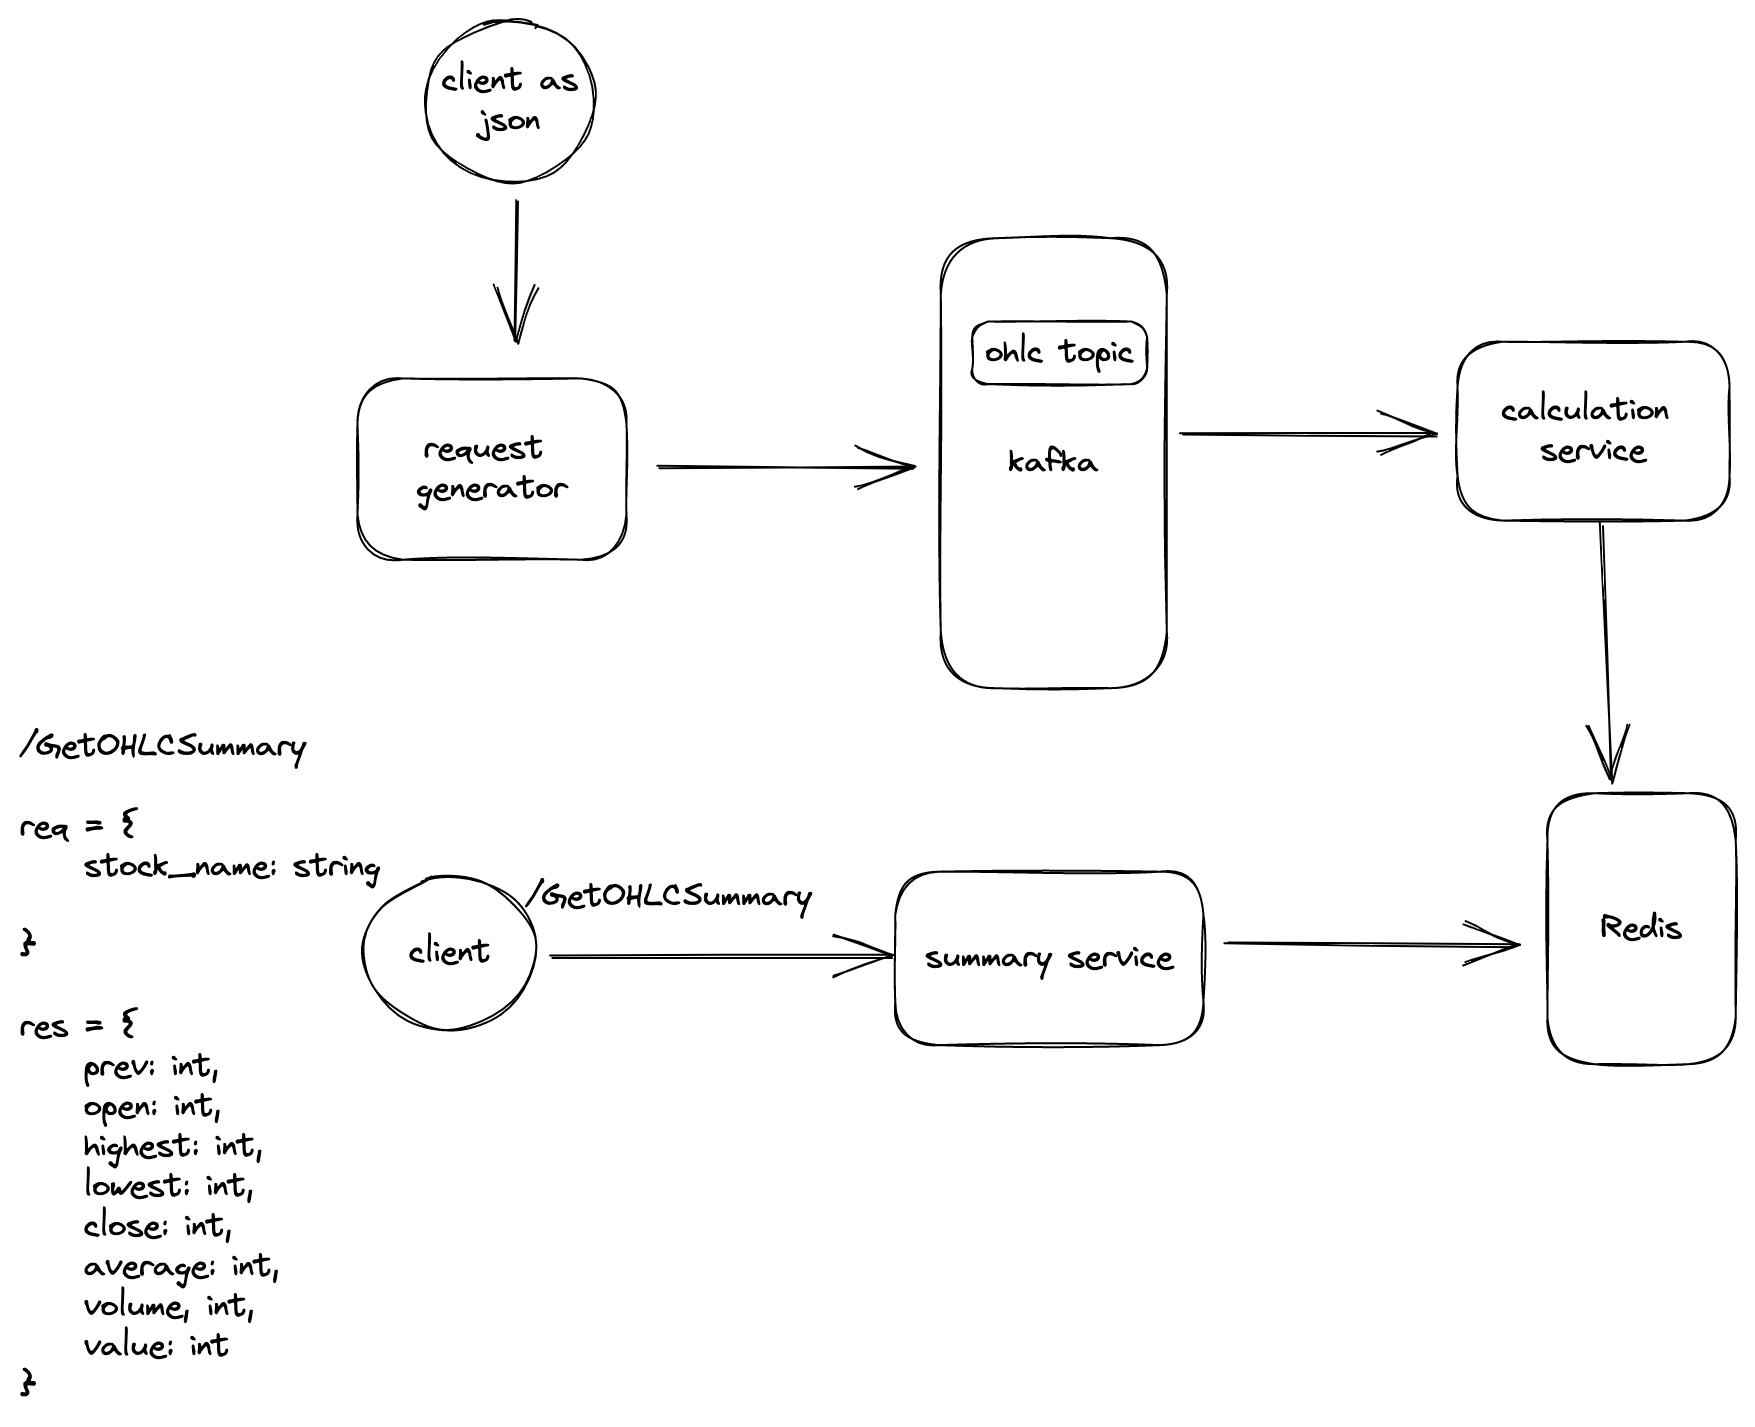 client as
json
ohlc topic
kafka
calculation
service
request
generator
/GetOHLCSummary
req = {
stock_name: string
}
res = {
prev: int,
open: int,
highest: int,
lowest: int,
close: int,
average: int,
volume, int,
value: int
}
client
/GetOHLCSummary
summary service
Redis